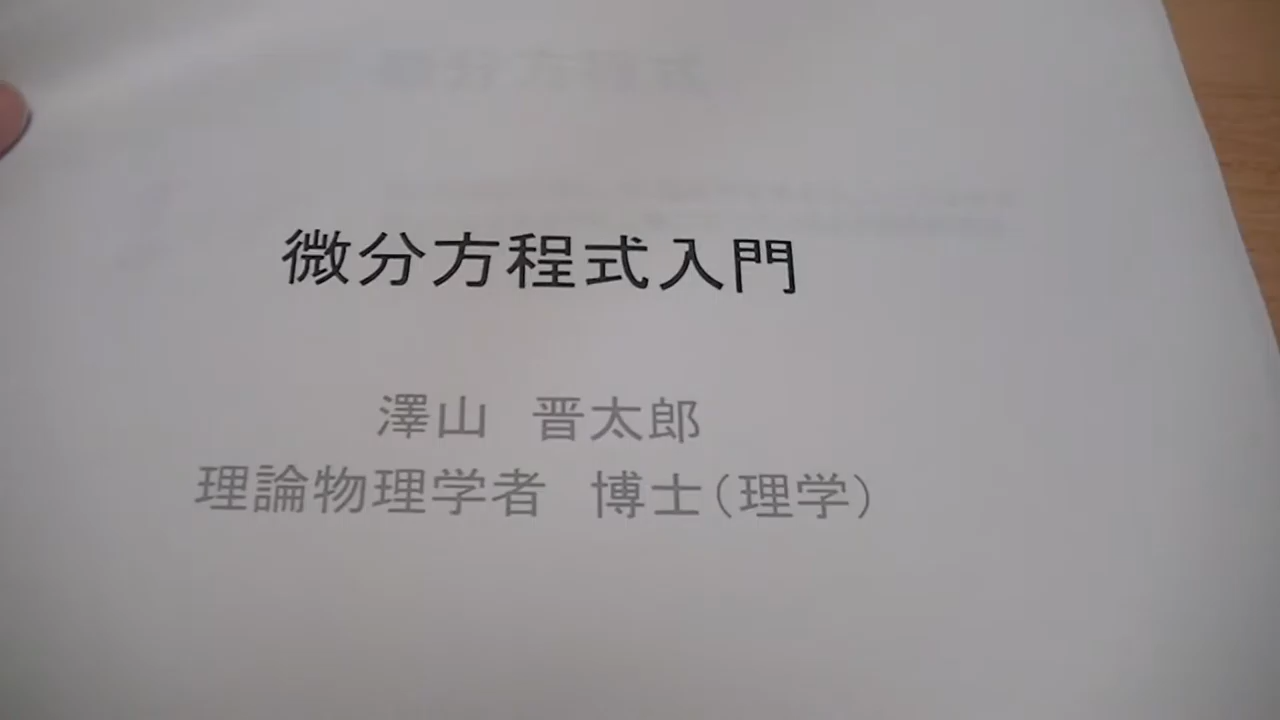 微分方程式入門
澤山　晋太郎
理論物理学者　博士（理学）